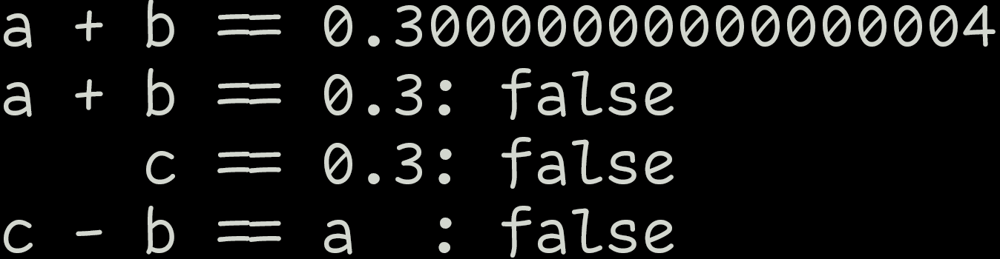 a + b == 0.30000000000000004
a + b == 0.3: false
    c == 0.3: false
c - b == a  : false